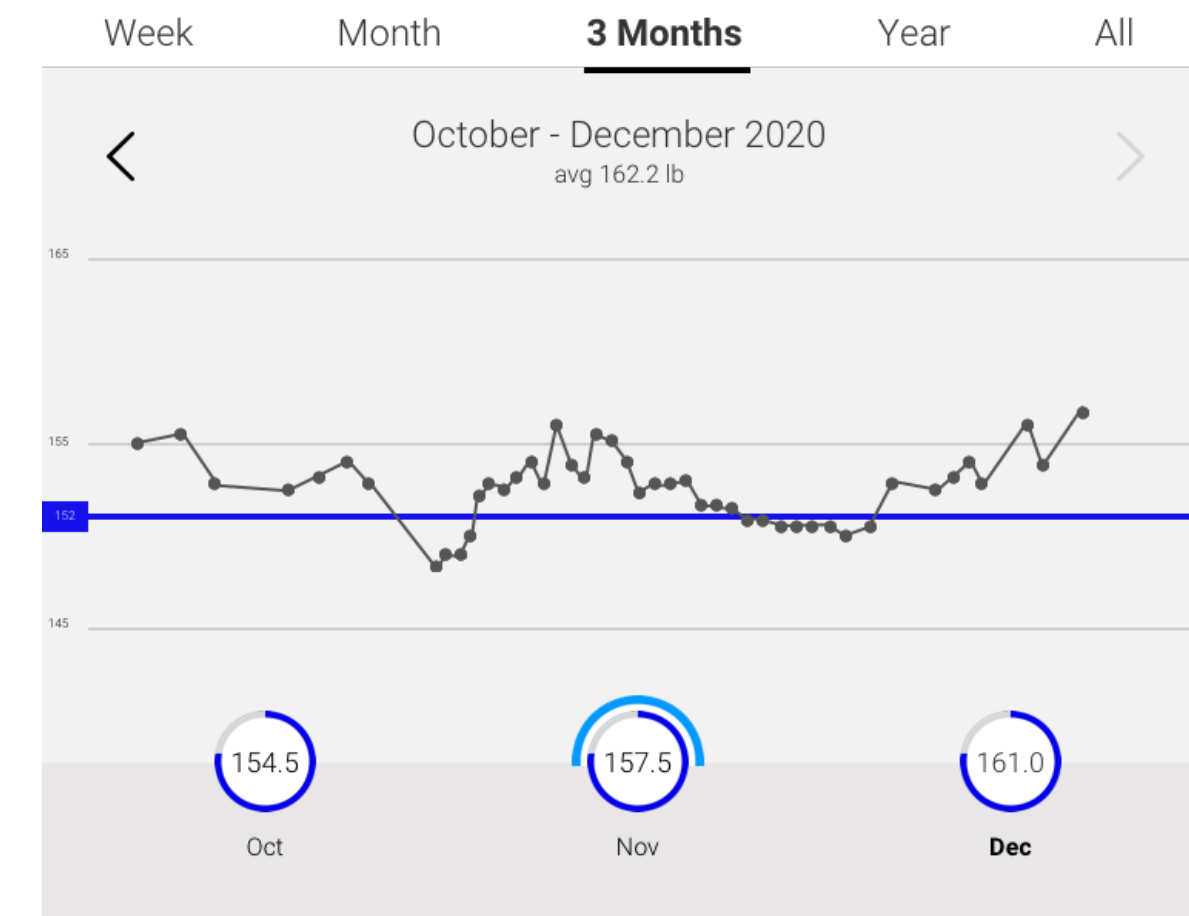 Week Month 3 Months Year All
October - December 2020
avg 162.2 lb
165
155
152
145
154.5 157.5 161.0
Oct Nov Dec